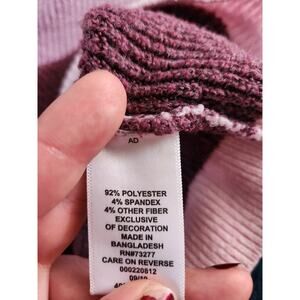 AD
92% POLYESTER
4% SPANDEX
4% OTHER FIBER
EXCLUSIVE
OF DECORATION
MADE IN
BANGLADESH
RN#73277
CARE ON REVERSE
000220812